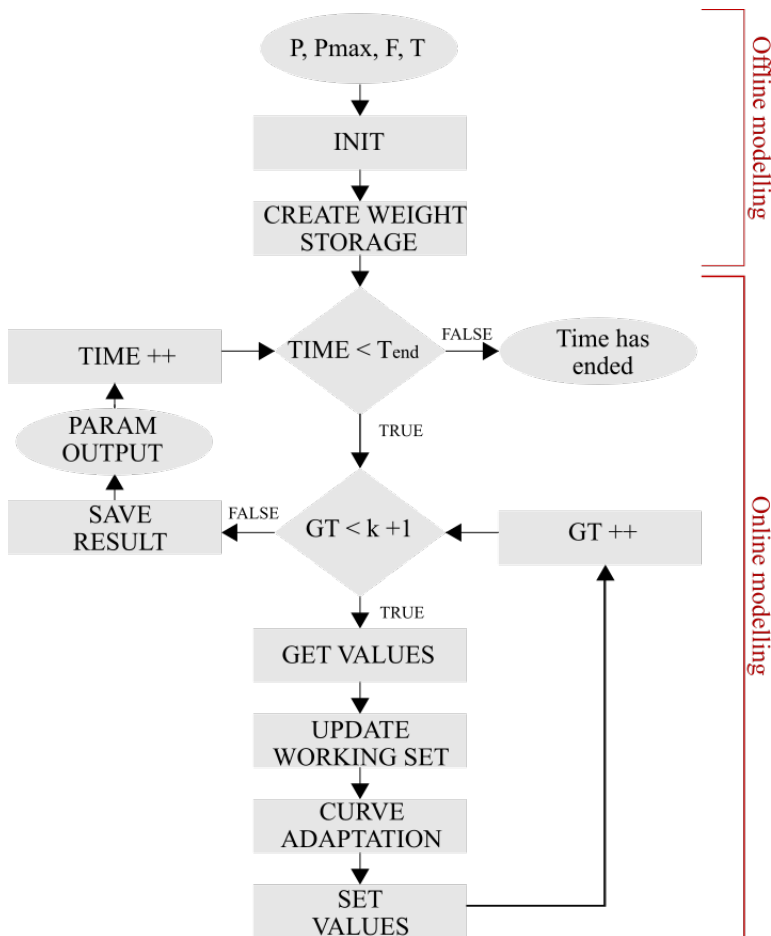 P, Pmax, F, T
INIT
CREATE WEIGHT
STORAGE
Offline modelling
TIME ++
TIME < Tend
FALSE
Time has
ended
PARAM
OUTPUT
TRUE
SAVE
RESULT
FALSE
GT < k +1
GT ++
TRUE
GET VALUES
UPDATE
WORKING SET
CURVE
ADAPTATION
SET
VALUES
Online modelling